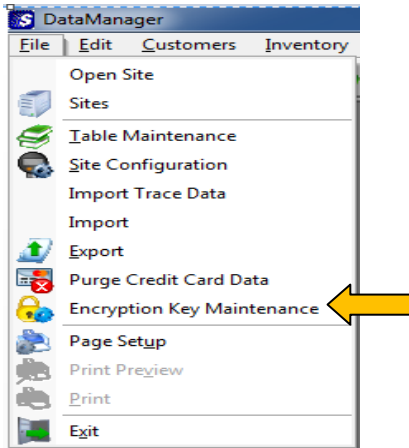 DataManager
File Edit Customers Inventory
Open Site
Sites
Table Maintenance
Site Configuration
Import Trace Data
Import
Export
Purge Credit Card Data
Encryption Key Maintenance
Page Setup
Print Preview
Print
Exit